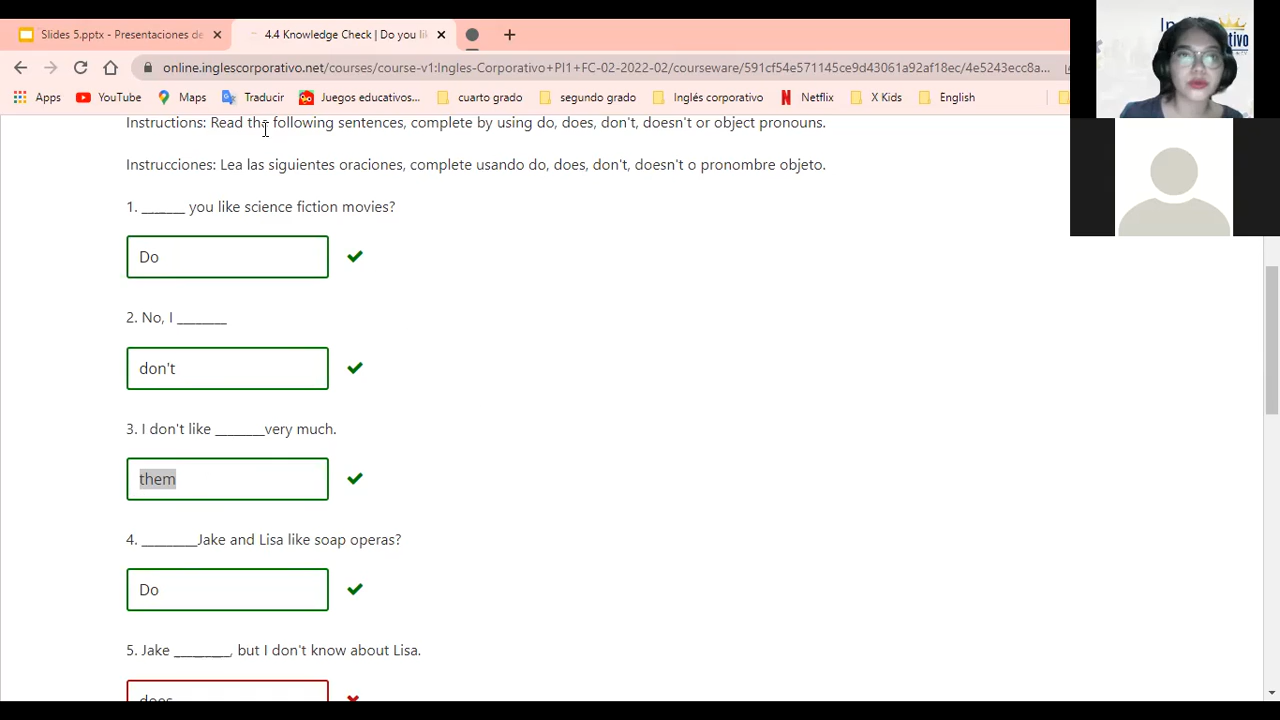 Slides 5.pptx - Presentaciones de
4.4 Knowledge Check | Do you li
online.inglescorporativo.net/courses/course-v1:Ingles-Corporativo+PI1+FC-02-2022-02/courseware/591cf54e571145ce9d43061a92af18ec/4e5243ecc8a...
Apps YouTube Maps Traducir Juegos educativos... cuarto grado segundo grado Inglés corporativo Netflix X Kids English
Instructions: Read the following sentences, complete by using do, does, don't, doesn't or object pronouns.
Instrucciones: Lea las siguientes oraciones, complete usando do, does, don't, doesn't o pronombre objeto.
1. _______ you like science fiction movies?
Do
2. No, I ________
don't
3. I don't like ________very much.
them
4. _________Jake and Lisa like soap operas?
Do
5. Jake _________, but I don't know about Lisa.
does